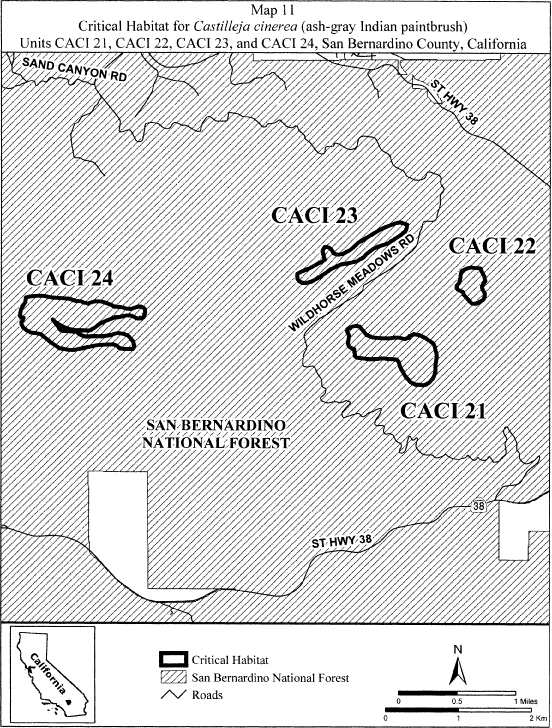 Map 11
Critical Habitat for Castilleja cinerea (ash-gray Indian paintbrush)
Units CACI 21, CACI 22, CACI 23, and CACI 24, San Bernardino County, California
SAND CANYON RD
ST HWY 38
CACI 23
CACI 22
CACI 24
WILDHORSE MEADOWS RD
CACI 21
SAN BERNARDINO
NATIONAL FOREST
38
ST HWY 38
California
Critical Habitat
San Bernardino National Forest
Roads
N
0 0.5 1 Miles
0 1 2 Km